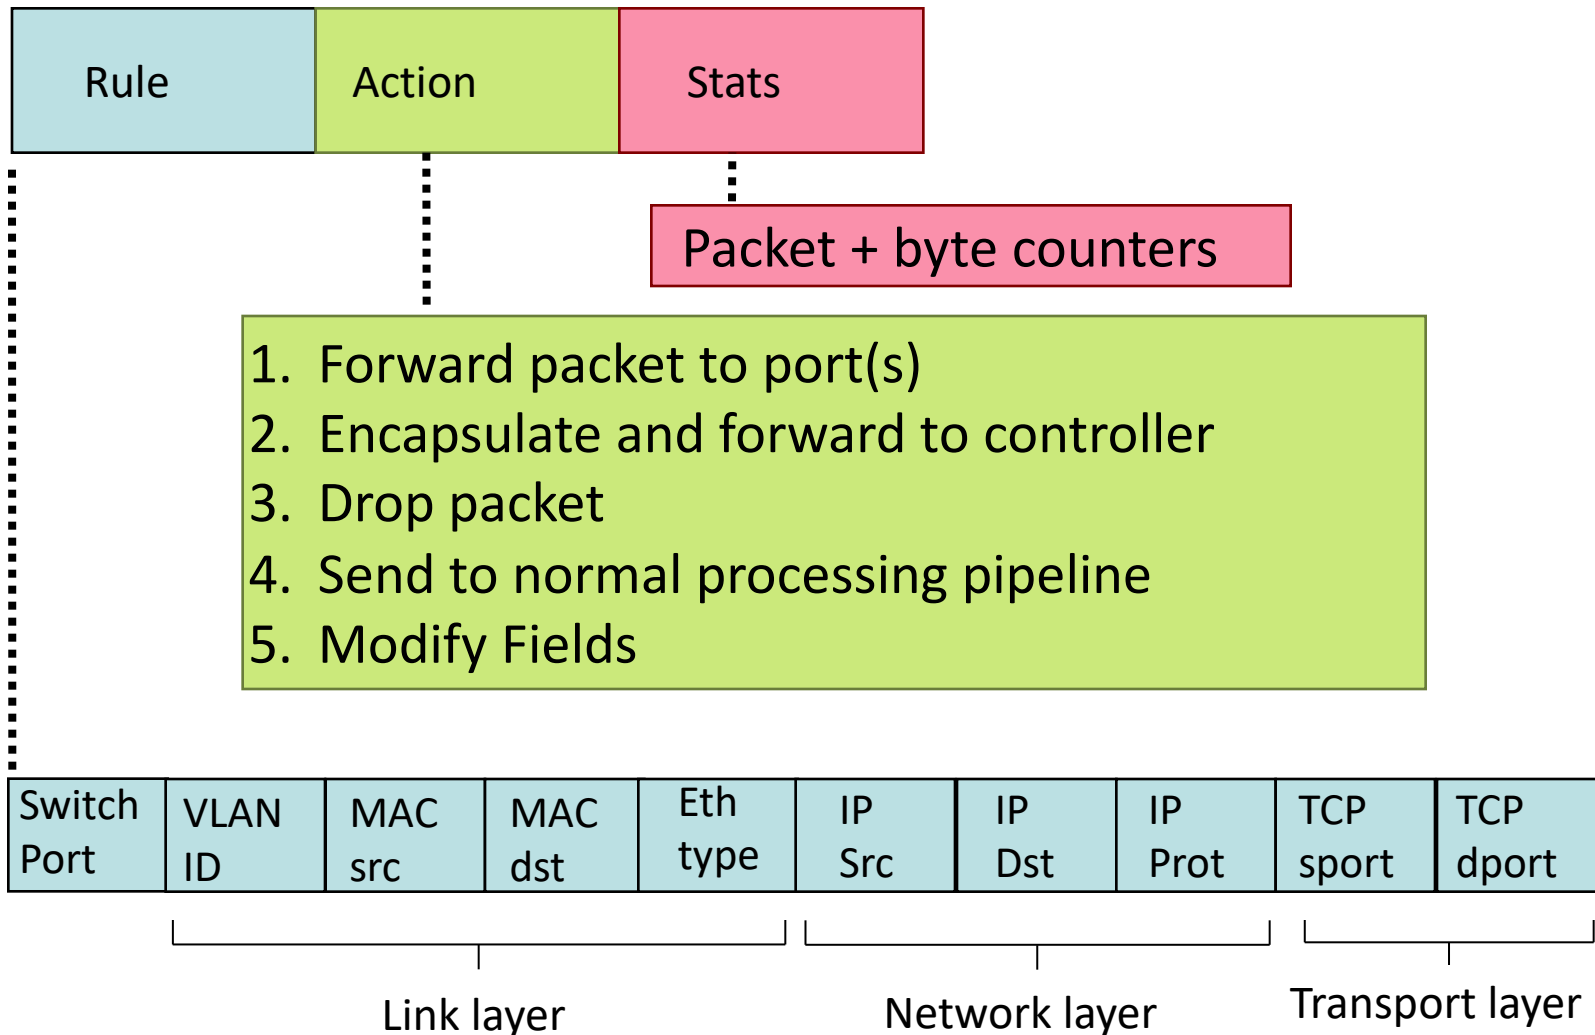 Rule
Action
Stats
Packet + byte counters
1. Forward packet to port(s)
2. Encapsulate and forward to controller
3. Drop packet
4. Send to normal processing pipeline
5. Modify Fields
Switch
Port
VLAN
ID
MAC
src
MAC
dst
Eth
type
IP
Src
IP
Dst
IP
Prot
TCP
sport
TCP
dport
Link layer
Network layer
Transport layer